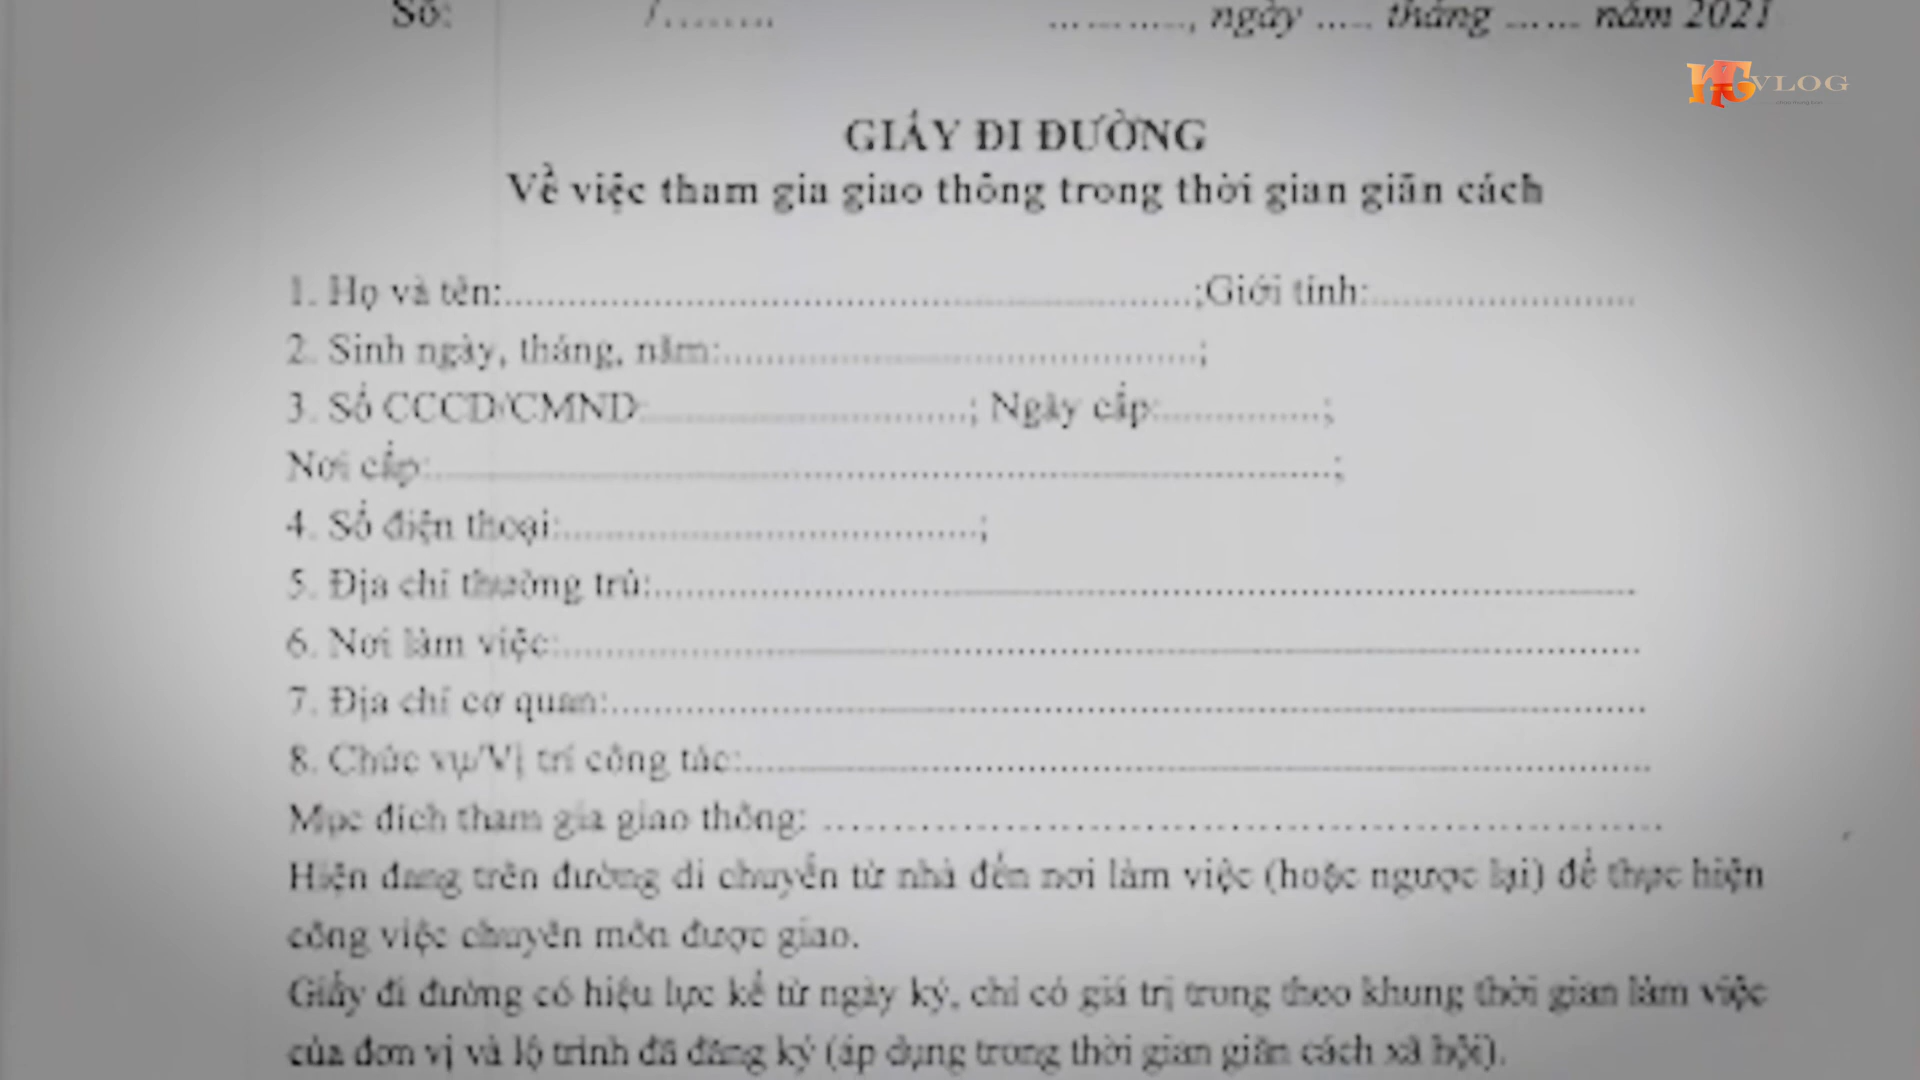 Số: /........ ..........., ngày ..... tháng ...... năm 2021
VLOG
GIẤY ĐI ĐƯỜNG
Về việc tham gia giao thông trong thời gian giãn cách
1. Họ và tên:..............................................................;Giới tính:.........................
2. Sinh ngày, tháng, năm:.............................................;
3. Số CCCD/CMND:...............................; Ngày cấp:...............;
Nơi cấp:.....................................................................................;
4. Số điện thoại:.......................................;
5. Địa chỉ thường trú:.............................................................................................
6. Nơi làm việc:.......................................................................................................
7. Địa chỉ cơ quan:..................................................................................................
8. Chức vụ/Vị trí công tác:......................................................................................
Mục đích tham gia giao thông: ................................................
Hiện đang trên đường di chuyển từ nhà đến nơi làm việc (hoặc ngược lại) để thực hiện
công việc chuyên môn được giao.
Giấy đi đường có hiệu lực kể từ ngày ký, chỉ có giá trị trong theo khung thời gian làm việc
của đơn vị và lộ trình đã đăng ký (áp dụng trong thời gian giãn cách xã hội).